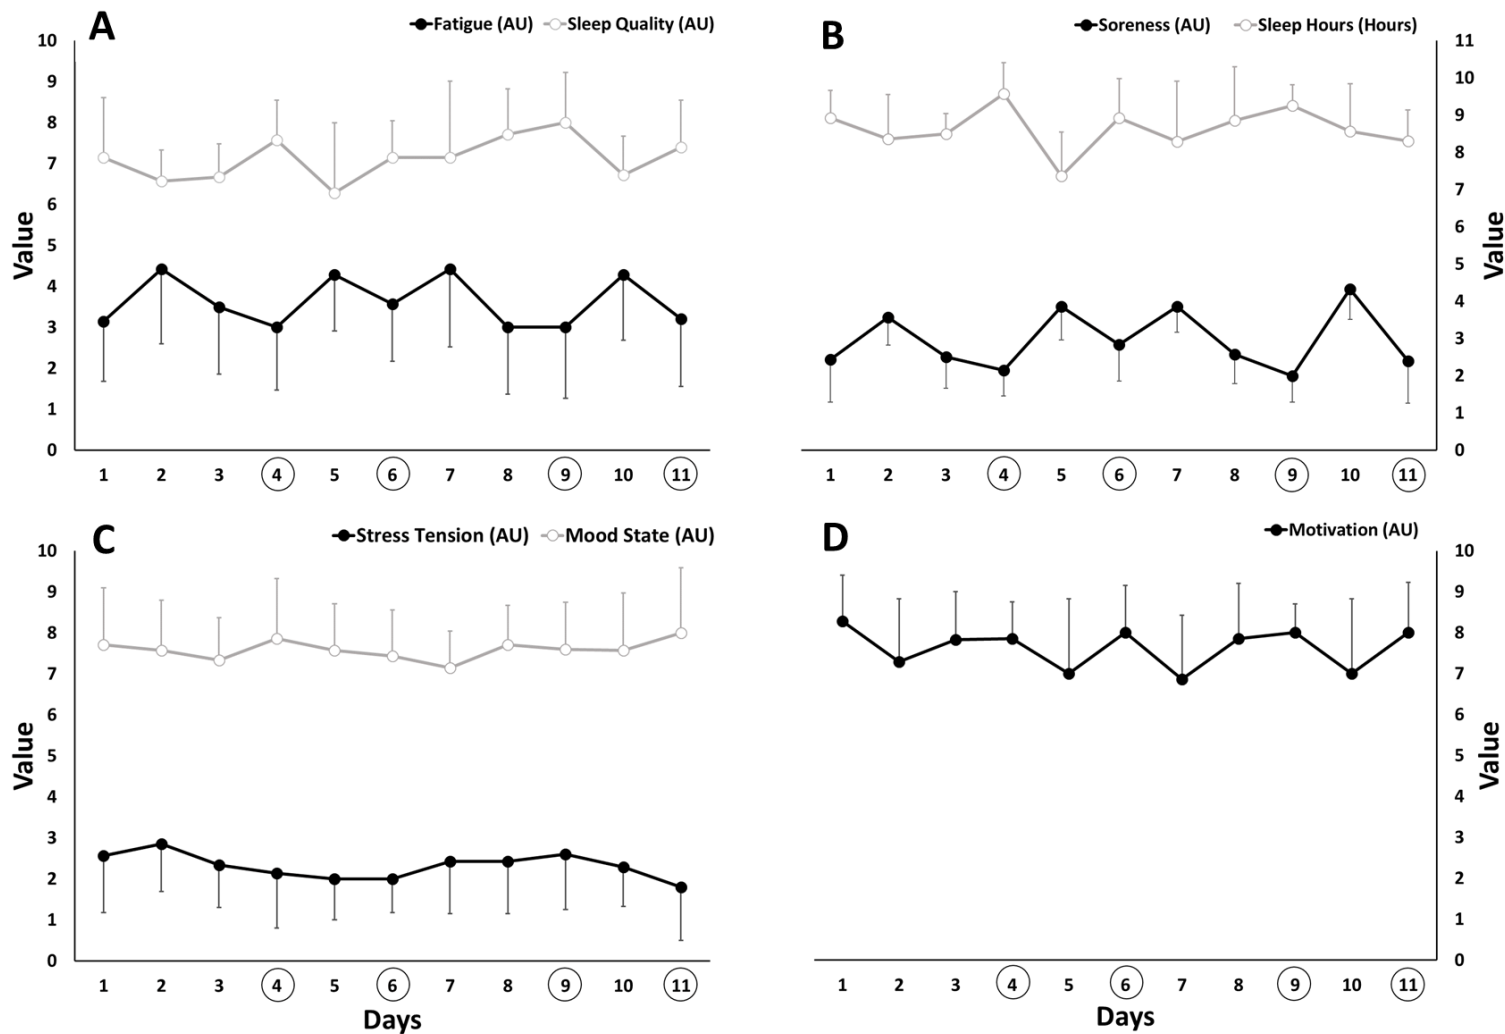 A
Fatigue (AU) Sleep Quality (AU)
10
9
8
7
6
5
4
3
2
1
0
Value
1 2 3 4 5 6 7 8 9 10 11
B
Soreness (AU) Sleep Hours (Hours)
11
10
9
8
7
6
5
4
3
2
1
0
Value
1 2 3 4 5 6 7 8 9 10 11
C
Stress Tension (AU) Mood State (AU)
10
9
8
7
6
5
4
3
2
1
0
Value
1 2 3 4 5 6 7 8 9 10 11
Days
D
Motivation (AU)
10
9
8
7
6
5
4
3
2
1
0
Value
1 2 3 4 5 6 7 8 9 10 11
Days